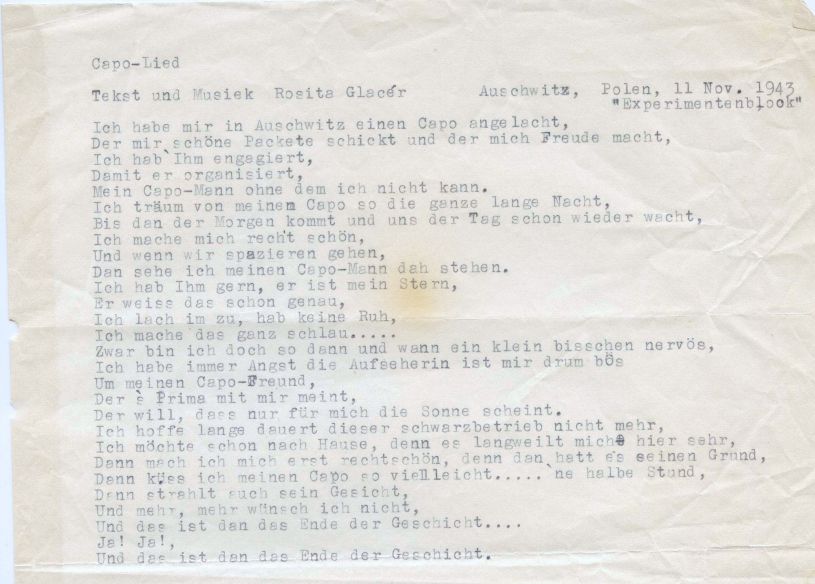 Capo-Lied
Tekst und Musiek Rosita Glacér Auschwitz, Polen, 11 Nov. 1943
"Experimentenblock"
Ich habe mir in Auschwitz einen Capo angelacht,
Der mir schöne Packete schickt und der mich Freude macht,
Ich hab Ihm engagiert,
Damit er organisiert,
Mein Capo-Mann ohne dem ich nicht kann.
Ich träum von meinem Capo so die ganze lange Nacht,
Bis dan der Morgen kommt und uns der Tag schon wieder wacht,
Ich mache mich recht schön,
Und wenn wir spazieren gehen,
Dan sehe ich meinen Capo-Mann dah stehen.
Ich hab Ihm gern, er ist mein Stern,
Er weiss das schon genau,
Ich lach im zu, hab keine Ruh,
Ich mache das ganz schlau.....
Zwar bin ich doch so dann und wann ein klein bisschen nervös,
Ich habe immer Angst die Aufseherin ist mir drum bös
Um meinen Capo-Freund,
Der s Prima mit mir meint,
Der will, dass nur für mich die Sonne scheint.
Ich hoffe lange dauert dieser schwarzbetrieb nicht mehr,
Ich möchte schon nach Hause, denn es langweilt mich hier sehr,
Dann mach ich mich erst rechtschön, denn dan hatt es seinen Grund,
Dann küss ich meinen Capo so vielleicht..... 'ne halbe Stund,
Dann strahlt auch sein Gesicht,
Und mehr, mehr wünsch ich nicht,
Und das ist dan das Ende der Geschicht....
Ja! Ja!,
Und das ist dan das Ende der Geschicht.